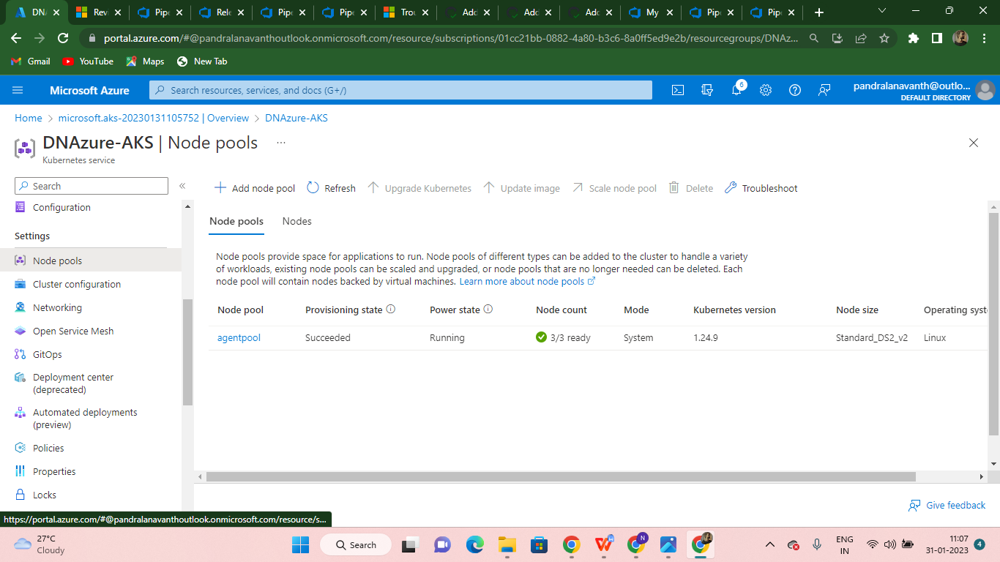 DNA
Rev
Pipe
Rele
Pipe
Pipe
Trou
Add
Add
Add
My
Pipe
Pipe
portal.azure.com/#@pandralanavanthoutlook.onmicrosoft.com/resource/subscriptions/01cc21bb-0882-4a80-b3c6-8a0ff5ed9e2b/resourcegroups/DNAz...
Gmail
YouTube
Maps
New Tab
Microsoft Azure
Search resources, services, and docs (G+/)
6
pandralanavanth@outlo...
DEFAULT DIRECTORY
Home > microsoft.aks-20230131105752 | Overview > DNAzure-AKS
DNAzure-AKS | Node pools ...
Kubernetes service
Search
Configuration
Settings
Node pools
Cluster configuration
Networking
Open Service Mesh
GitOps
Deployment center
(deprecated)
Automated deployments
(preview)
Policies
Properties
Locks
Add node pool
Refresh
Upgrade Kubernetes
Update image
Scale node pool
Delete
Troubleshoot
Node pools
Nodes
Node pools provide space for applications to run. Node pools of different types can be added to the cluster to handle a variety
of workloads, existing node pools can be scaled and upgraded, or node pools that are no longer needed can be deleted. Each
node pool will contain nodes backed by virtual machines. Learn more about node pools
Node pool Provisioning state Power state Node count Mode Kubernetes version Node size Operating syst
agentpool Succeeded Running 3/3 ready System 1.24.9 Standard_DS2_v2 Linux
Give feedback
https://portal.azure.com/#@pandralanavanthoutlook.onmicrosoft.com/resource/s...
27°C
Cloudy
Search
N
ENG
IN
11:07
31-01-2023
4